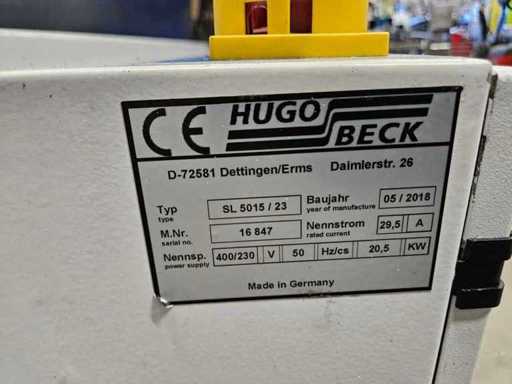 CE HUGO BECK
D-72581 Dettingen/Erms Daimlerstr. 26
Typ SL 5015 / 23 Baujahr 05 / 2018
type year of manufacture
M.Nr. 16 847 Nennstrom 29,5 A
serial no. rated current
Nennsp. 400/230 V 50 Hz/cs 20,5 KW
power supply
Made in Germany